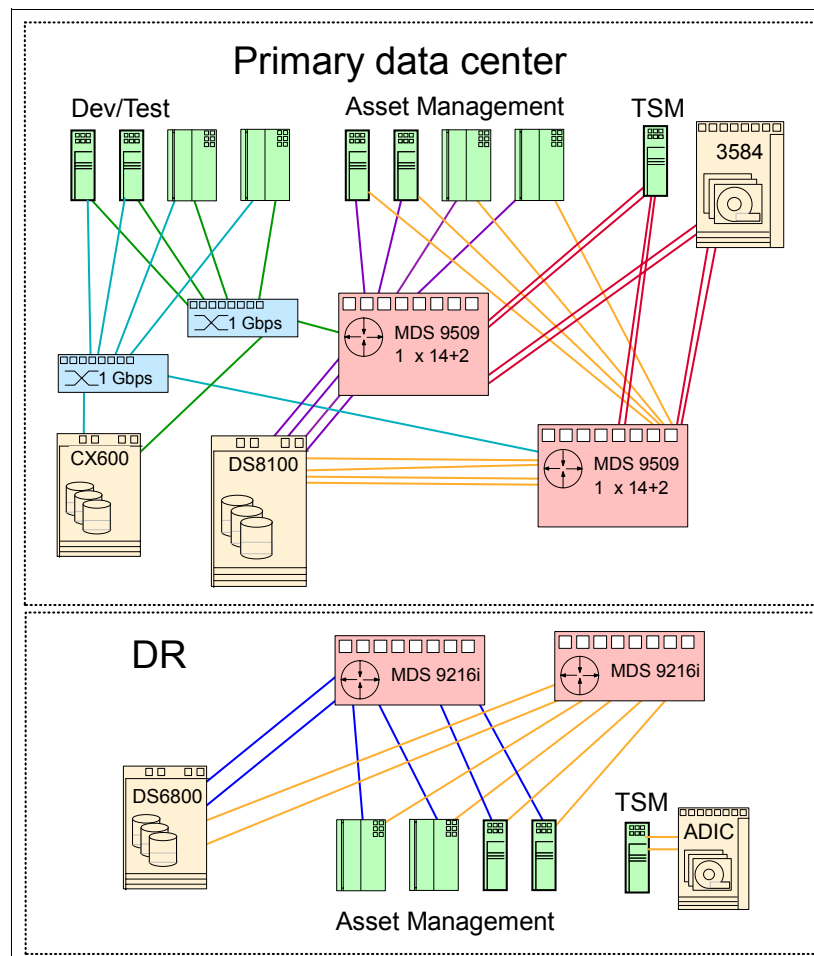 Primary data center
Dev/Test
Asset Management
TSM
3584
1 Gbps
MDS 9509
1 x 14+2
1 Gbps
CX600
DS8100
MDS 9509
1 x 14+2
DR
MDS 9216i
MDS 9216i
DS6800
TSM
ADIC
Asset Management